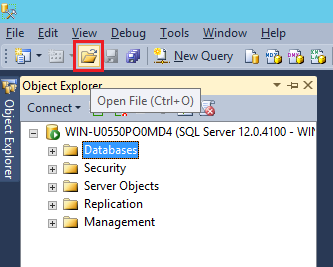 File Edit View Debug Tools Window Help
New Query
Object Explorer
Object Explorer
Connect
Open File (Ctrl+O)
WIN-U0550PO0MD4 (SQL Server 12.0.4100 - WIN
Databases
Security
Server Objects
Replication
Management